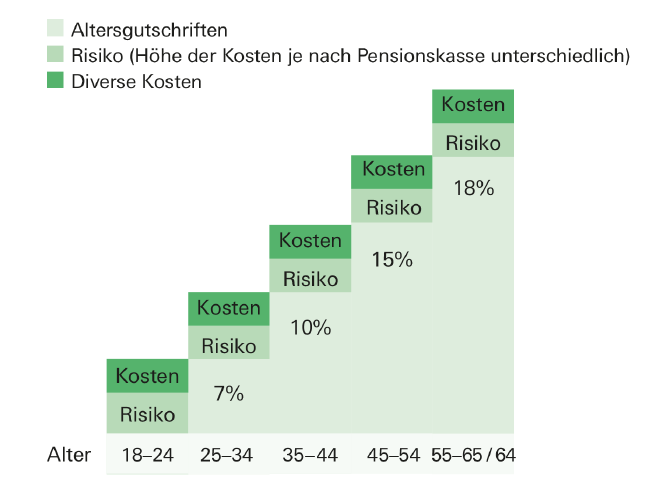 Altersgutschriften
Risiko (Höhe der Kosten je nach Pensionskasse unterschiedlich)
Diverse Kosten
Kosten
Risiko
Kosten
18%
Risiko
Kosten
15%
Risiko
Kosten
10%
Risiko
Kosten
7%
Risiko
Alter 18–24 25–34 35–44 45–54 55–65/64